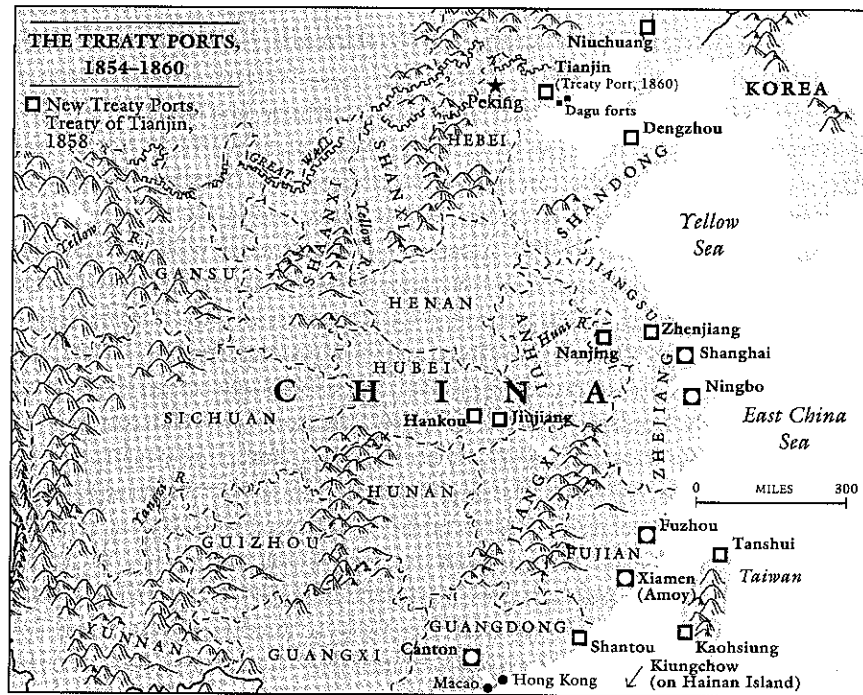 THE TREATY PORTS,
1854–1860
New Treaty Ports,
Treaty of Tianjin,
1858
Niuchuang
Tianjin
(Treaty Port, 1860)
Peking
Dagu forts
KOREA
HEBEI
Dengzhou
GREAT WALL
SHANXI
SHAANXI
SHANDONG
Yellow R.
Yellow R.
Yellow
Sea
GANSU
JIANGSU
HENAN
ANHUI
Huai R.
Nanjing
Zhenjiang
Shanghai
HUBEI
CHINA
Ningbo
SICHUAN
Hankou
Jiujiang
ZHEJIANG
East China
Sea
0 MILES 300
Yangzi R.
HUNAN
JIANGXI
GUIZHOU
Fuzhou
FUJIAN
Tanshui
Xiamen
(Amoy)
Taiwan
YUNNAN
GUANGXI
GUANGDONG
Canton
Shantou
Kaohsiung
Kiungchow
(on Hainan Island)
Macao
Hong Kong